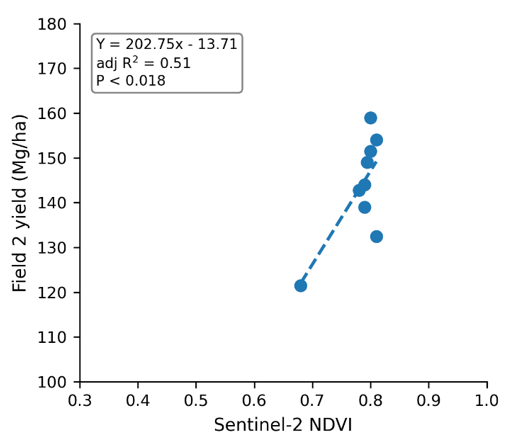 180
170
160
150
140
130
120
110
100
Field 2 yield (Mg/ha)
Y = 202.75x - 13.71
adj R² = 0.51
P < 0.018
0.3 0.4 0.5 0.6 0.7 0.8 0.9 1.0
Sentinel-2 NDVI